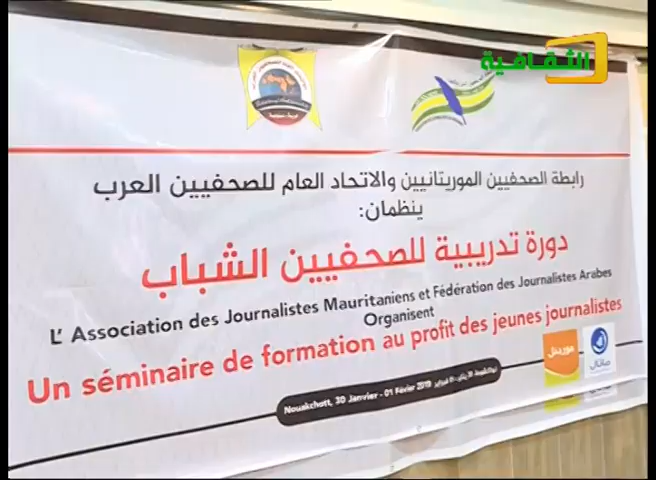 الثقافية
رابطة الصحفيين الموريتانيين والاتحاد العام للصحفيين العرب
ينظمان:
دورة تدريبية للصحفيين الشباب
L' Association des Journalistes Mauritaniens et Fédération des Journalistes Arabes
Organisent
Un séminaire de formation au profit des jeunes journalistes
موريتل
ماتال
Nouakchott, 30 Janvier - 01 Févier 2019